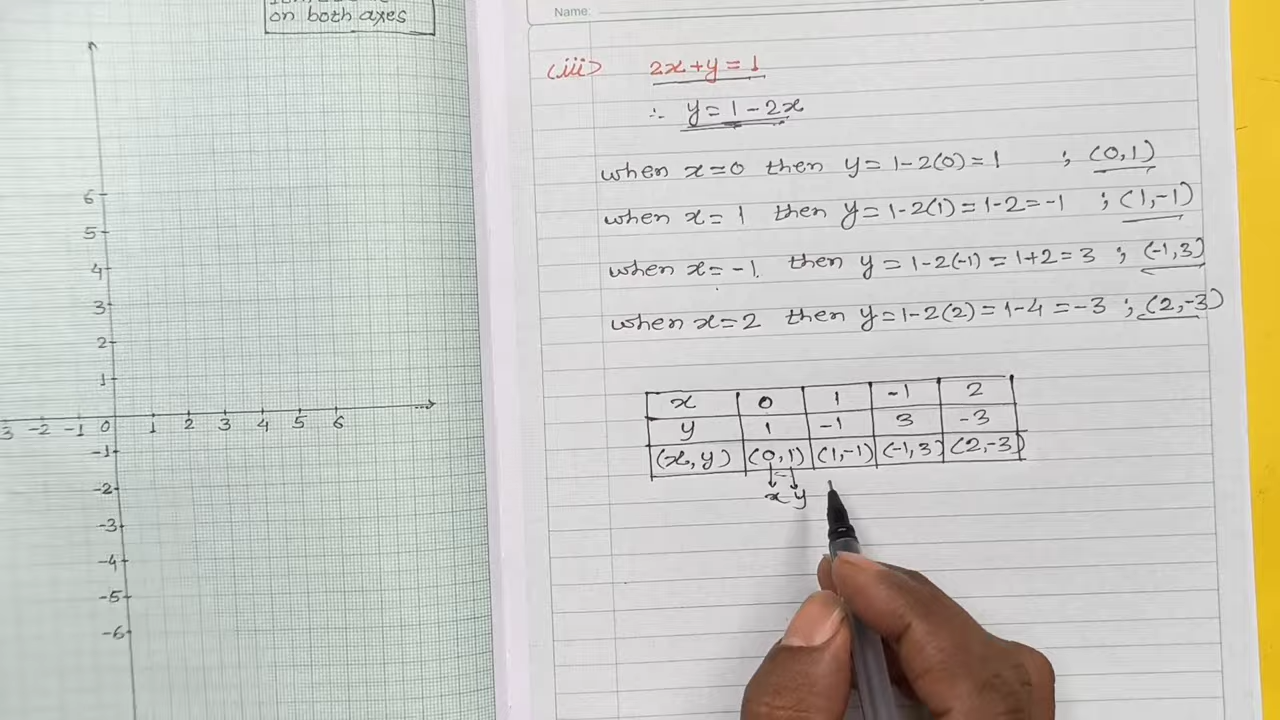 on both axes
6
5
4
3
2
1
3 -2 -1 0 1 2 3 4 5 6
-1
-2
-3
-4
-5
-6
Name:
(iii) 2x+y=1
∴ y=1-2x
when x=0 then y=1-2(0)=1 ; (0,1)
when x=1 then y=1-2(1)=1-2=-1 ; (1,-1)
when x=-1. then y=1-2(-1)=1+2=3 ; (-1,3)
when x=2 then y=1-2(2)=1-4=-3 ; (2,-3)
x 0 1 -1 2
y 1 -1 3 -3
(x,y) (0,1) (1,-1) (-1,3) (2,-3)
x y